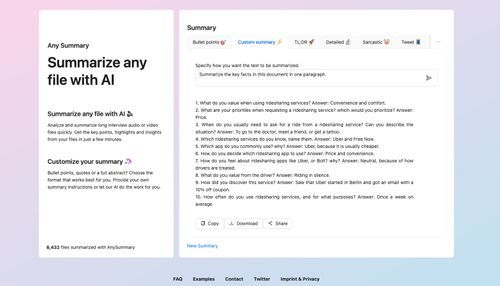 Any Summary
Summarize any
file with AI
Summarize any file with AI
Analyze and summarize long interview audio or video
files quickly. Get the key points, highlights and insights
from your files in just a few minutes.
Customize your summary
Bullet points, quotes or a full abstract? Choose the
format that works best for you. Provide your own
summary instructions or let our AI do the work for you.
8,432 files summarized with AnySummary
Summary
Bullet points
Custom summary
TL;DR
Detailed
Sarcastic
Tweet
Specify how you want the text to be summarized.
Summarize the key facts in this document in one paragraph.
1. What do you value when using ridesharing services? Answer: Convenience and comfort.
2. What are your priorities when requesting a ridesharing service? which would you prioritize? Answer:
Price.
3. When do you usually need to ask for a ride from a ridesharing service? Can you describe the
situation? Answer: To go to the doctor, meet a friend, or get a tattoo.
4. Which ridesharing services do you know, name them. Answer: Uber and Free Now.
5. Which app do you commonly use? why? Answer: Uber, because it is usually cheaper.
6. How do you decide which ridesharing app to use? Answer: Price and convenience.
7. How do you feel about ridesharing apps like Uber, or Bolt? why? Answer: Neutral, because of how
drivers are treated.
8. What do you value from the driver? Answer: Riding in silence.
9. How did you discover this service? Answer: Saw that Uber started in Berlin and got an email with a
10% off coupon.
10. How often do you use ridesharing services, and for what purposes? Answer: Once a week on
average
Copy
Download
Share
New Summary
FAQ
Examples
Contact
Twitter
Imprint & Privacy